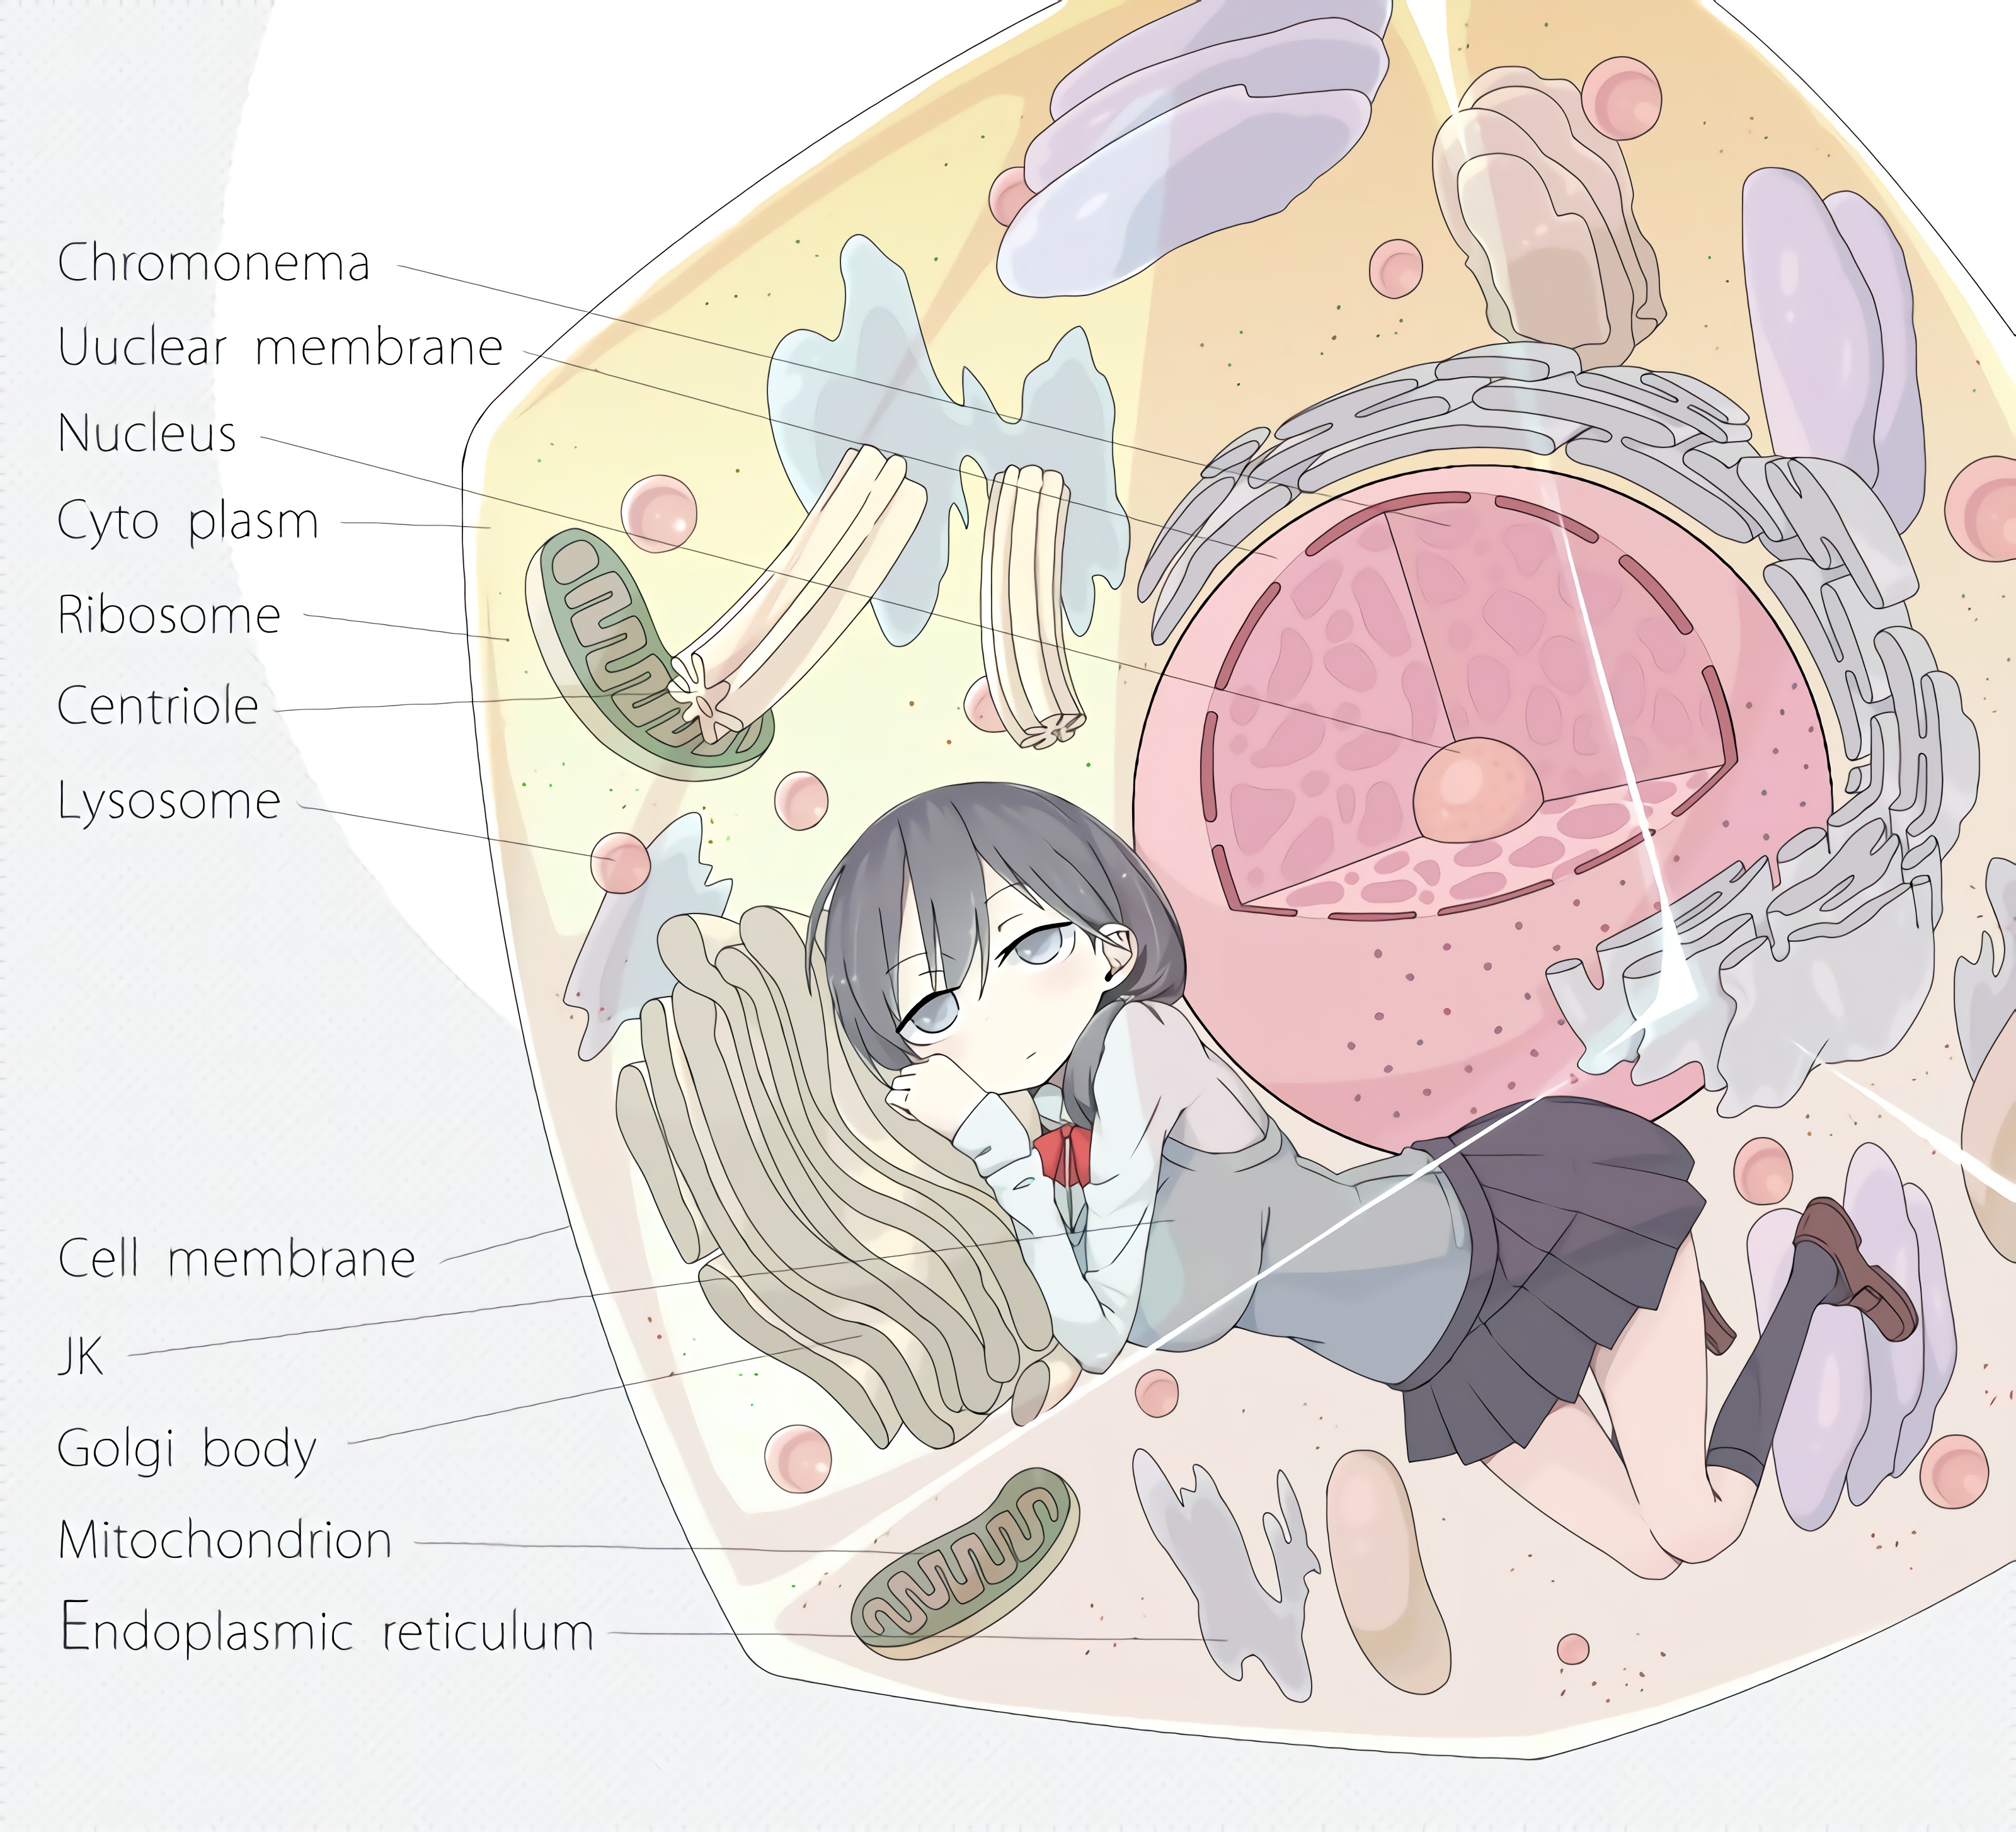 Chromonema
Uuclear membrane
Nucleus
Cyto plasm
Ribosome
Centriole
Lysosome
Cell membrane
JK
Golgi body
Mitochondrion
Endoplasmic reticulum